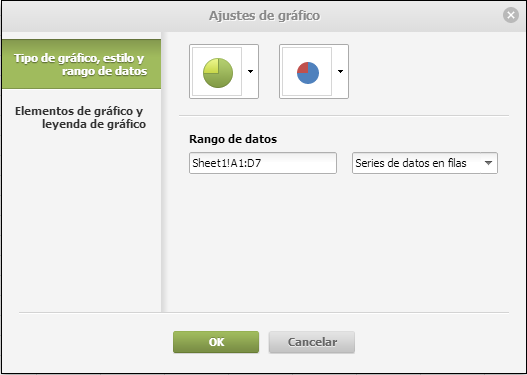 Ajustes de gráfico
Tipo de gráfico, estilo y
rango de datos
Elementos de gráfico y
leyenda de gráfico
Rango de datos
Sheet1!A1:D7
Series de datos en filas
OK
Cancelar